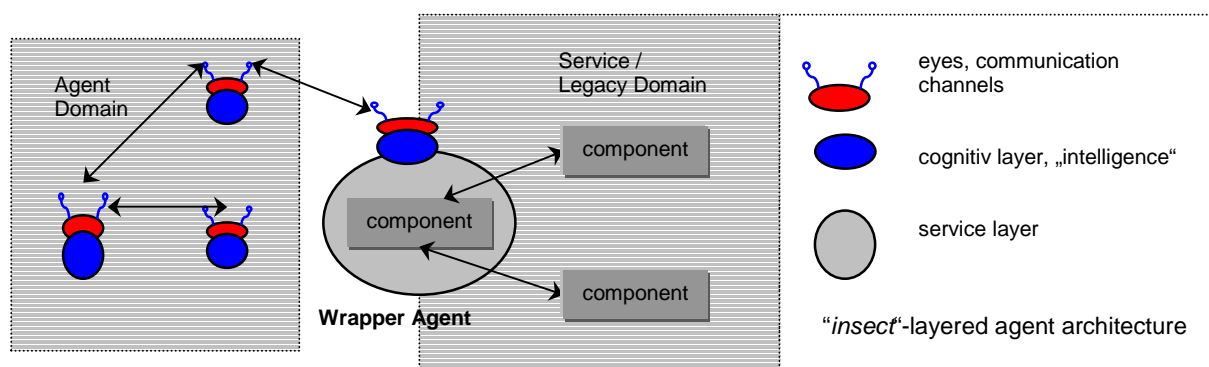 Agent
Domain
Service /
Legacy Domain
component
component
component
Wrapper Agent
eyes, communication
channels
cognitiv layer, „intelligence“
service layer
“insect“-layered agent architecture